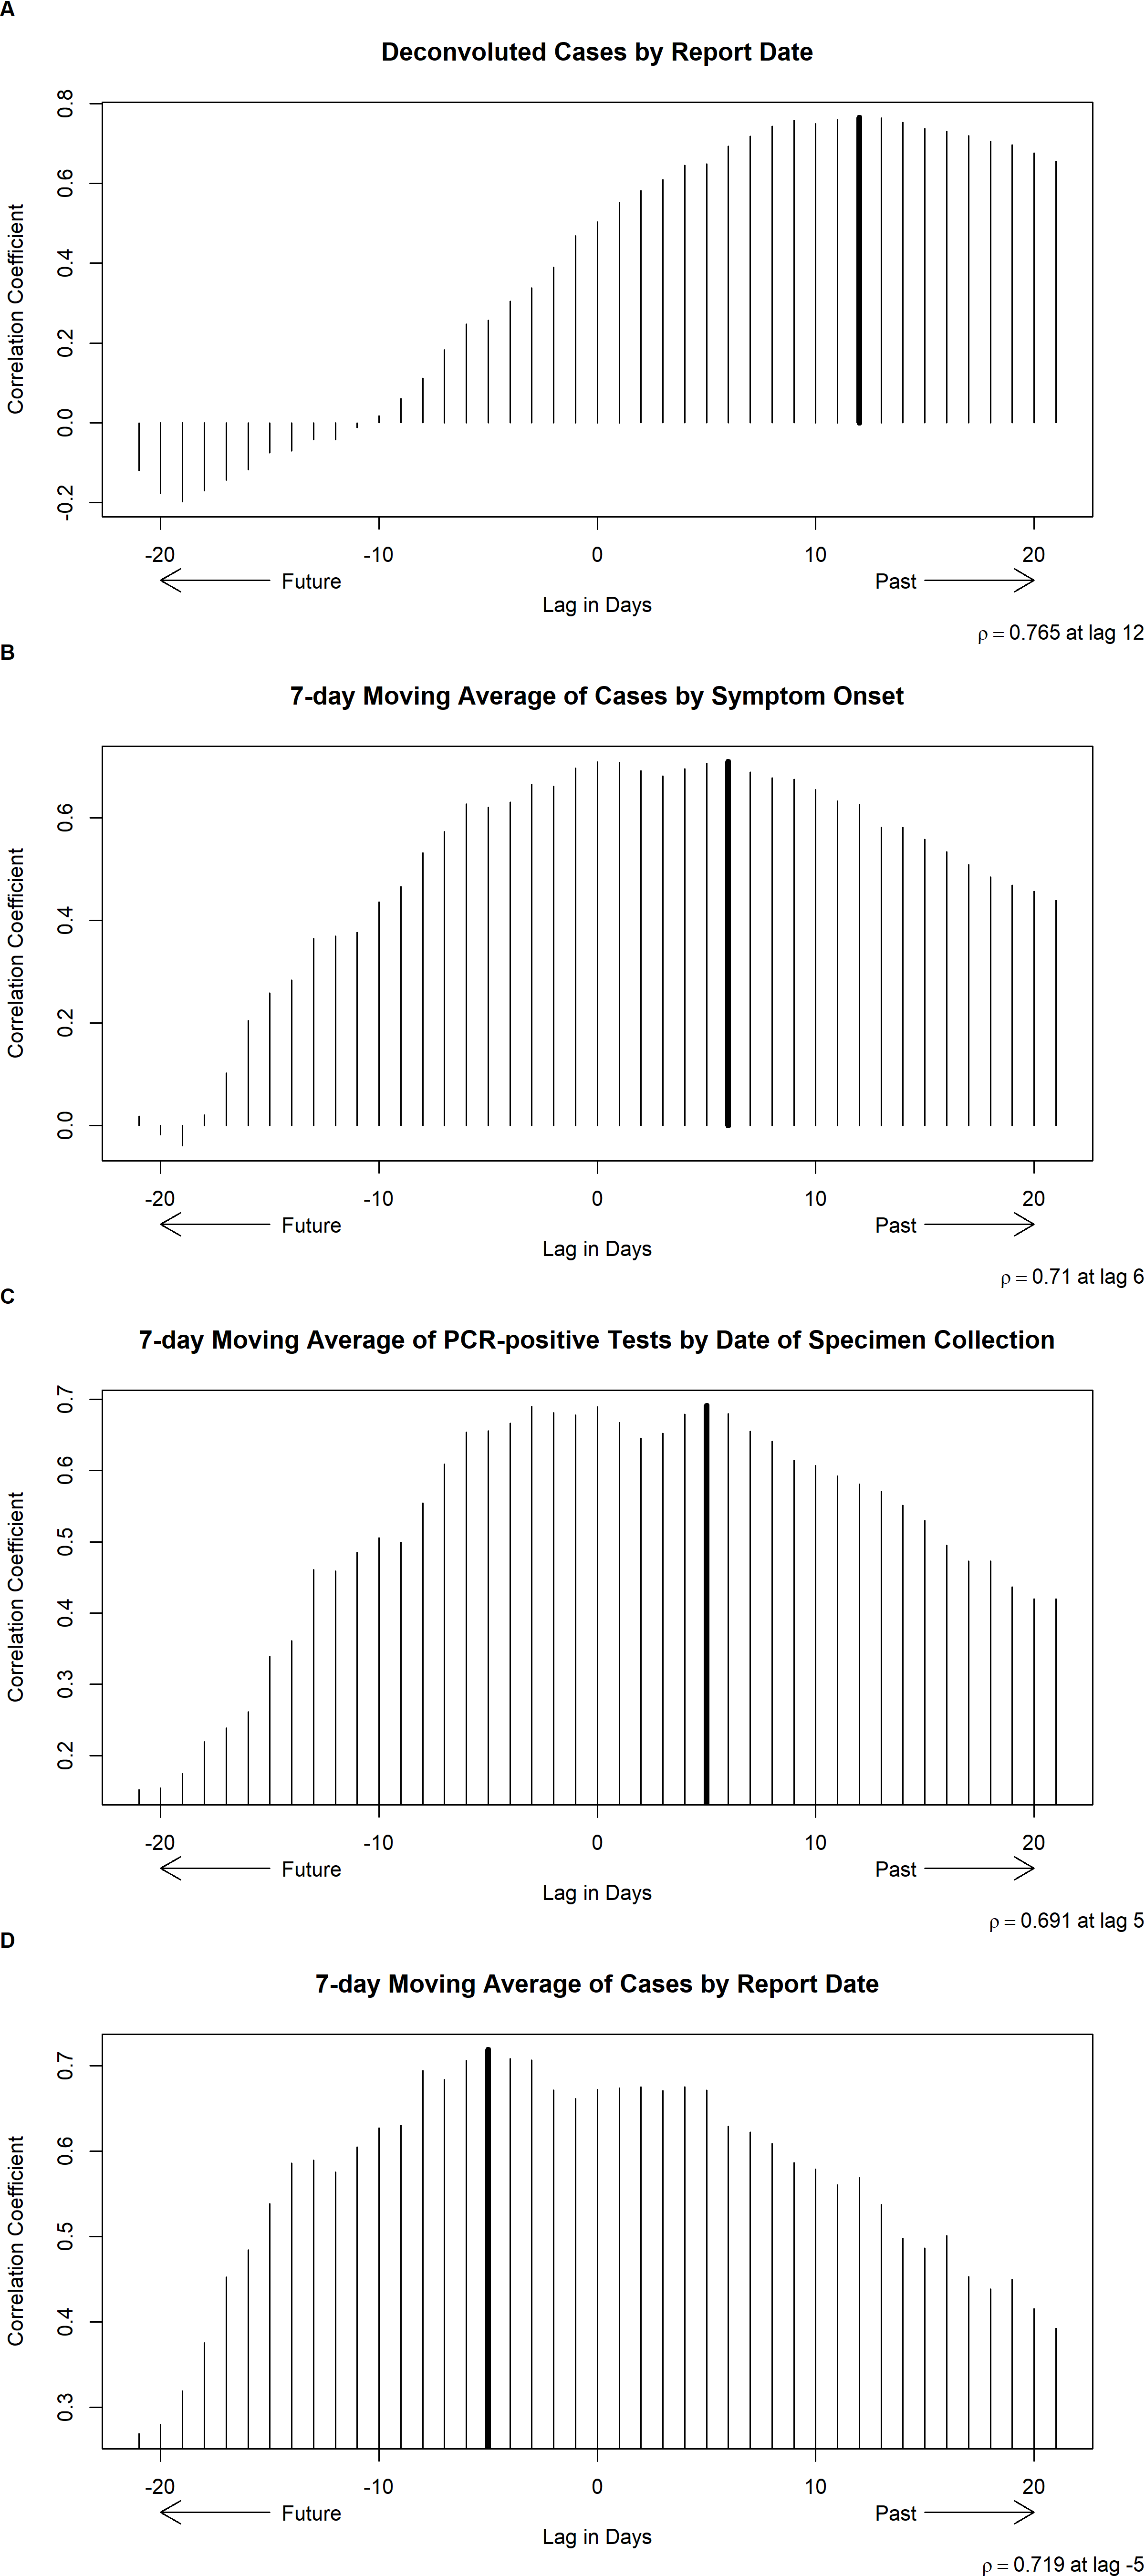 A
Deconvoluted Cases by Report Date
Correlation Coefficient
0.8
0.6
0.4
0.2
0.0
-0.2
-20 -10 0 10 20
Future Past
Lag in Days
ρ = 0.765 at lag 12
B
7-day Moving Average of Cases by Symptom Onset
Correlation Coefficient
0.6
0.4
0.2
0.0
-20 -10 0 10 20
Future Past
Lag in Days
ρ = 0.71 at lag 6
C
7-day Moving Average of PCR-positive Tests by Date of Specimen Collection
Correlation Coefficient
0.7
0.6
0.5
0.4
0.3
0.2
-20 -10 0 10 20
Future Past
Lag in Days
ρ = 0.691 at lag 5
D
7-day Moving Average of Cases by Report Date
Correlation Coefficient
0.7
0.6
0.5
0.4
0.3
-20 -10 0 10 20
Future Past
Lag in Days
ρ = 0.719 at lag -5